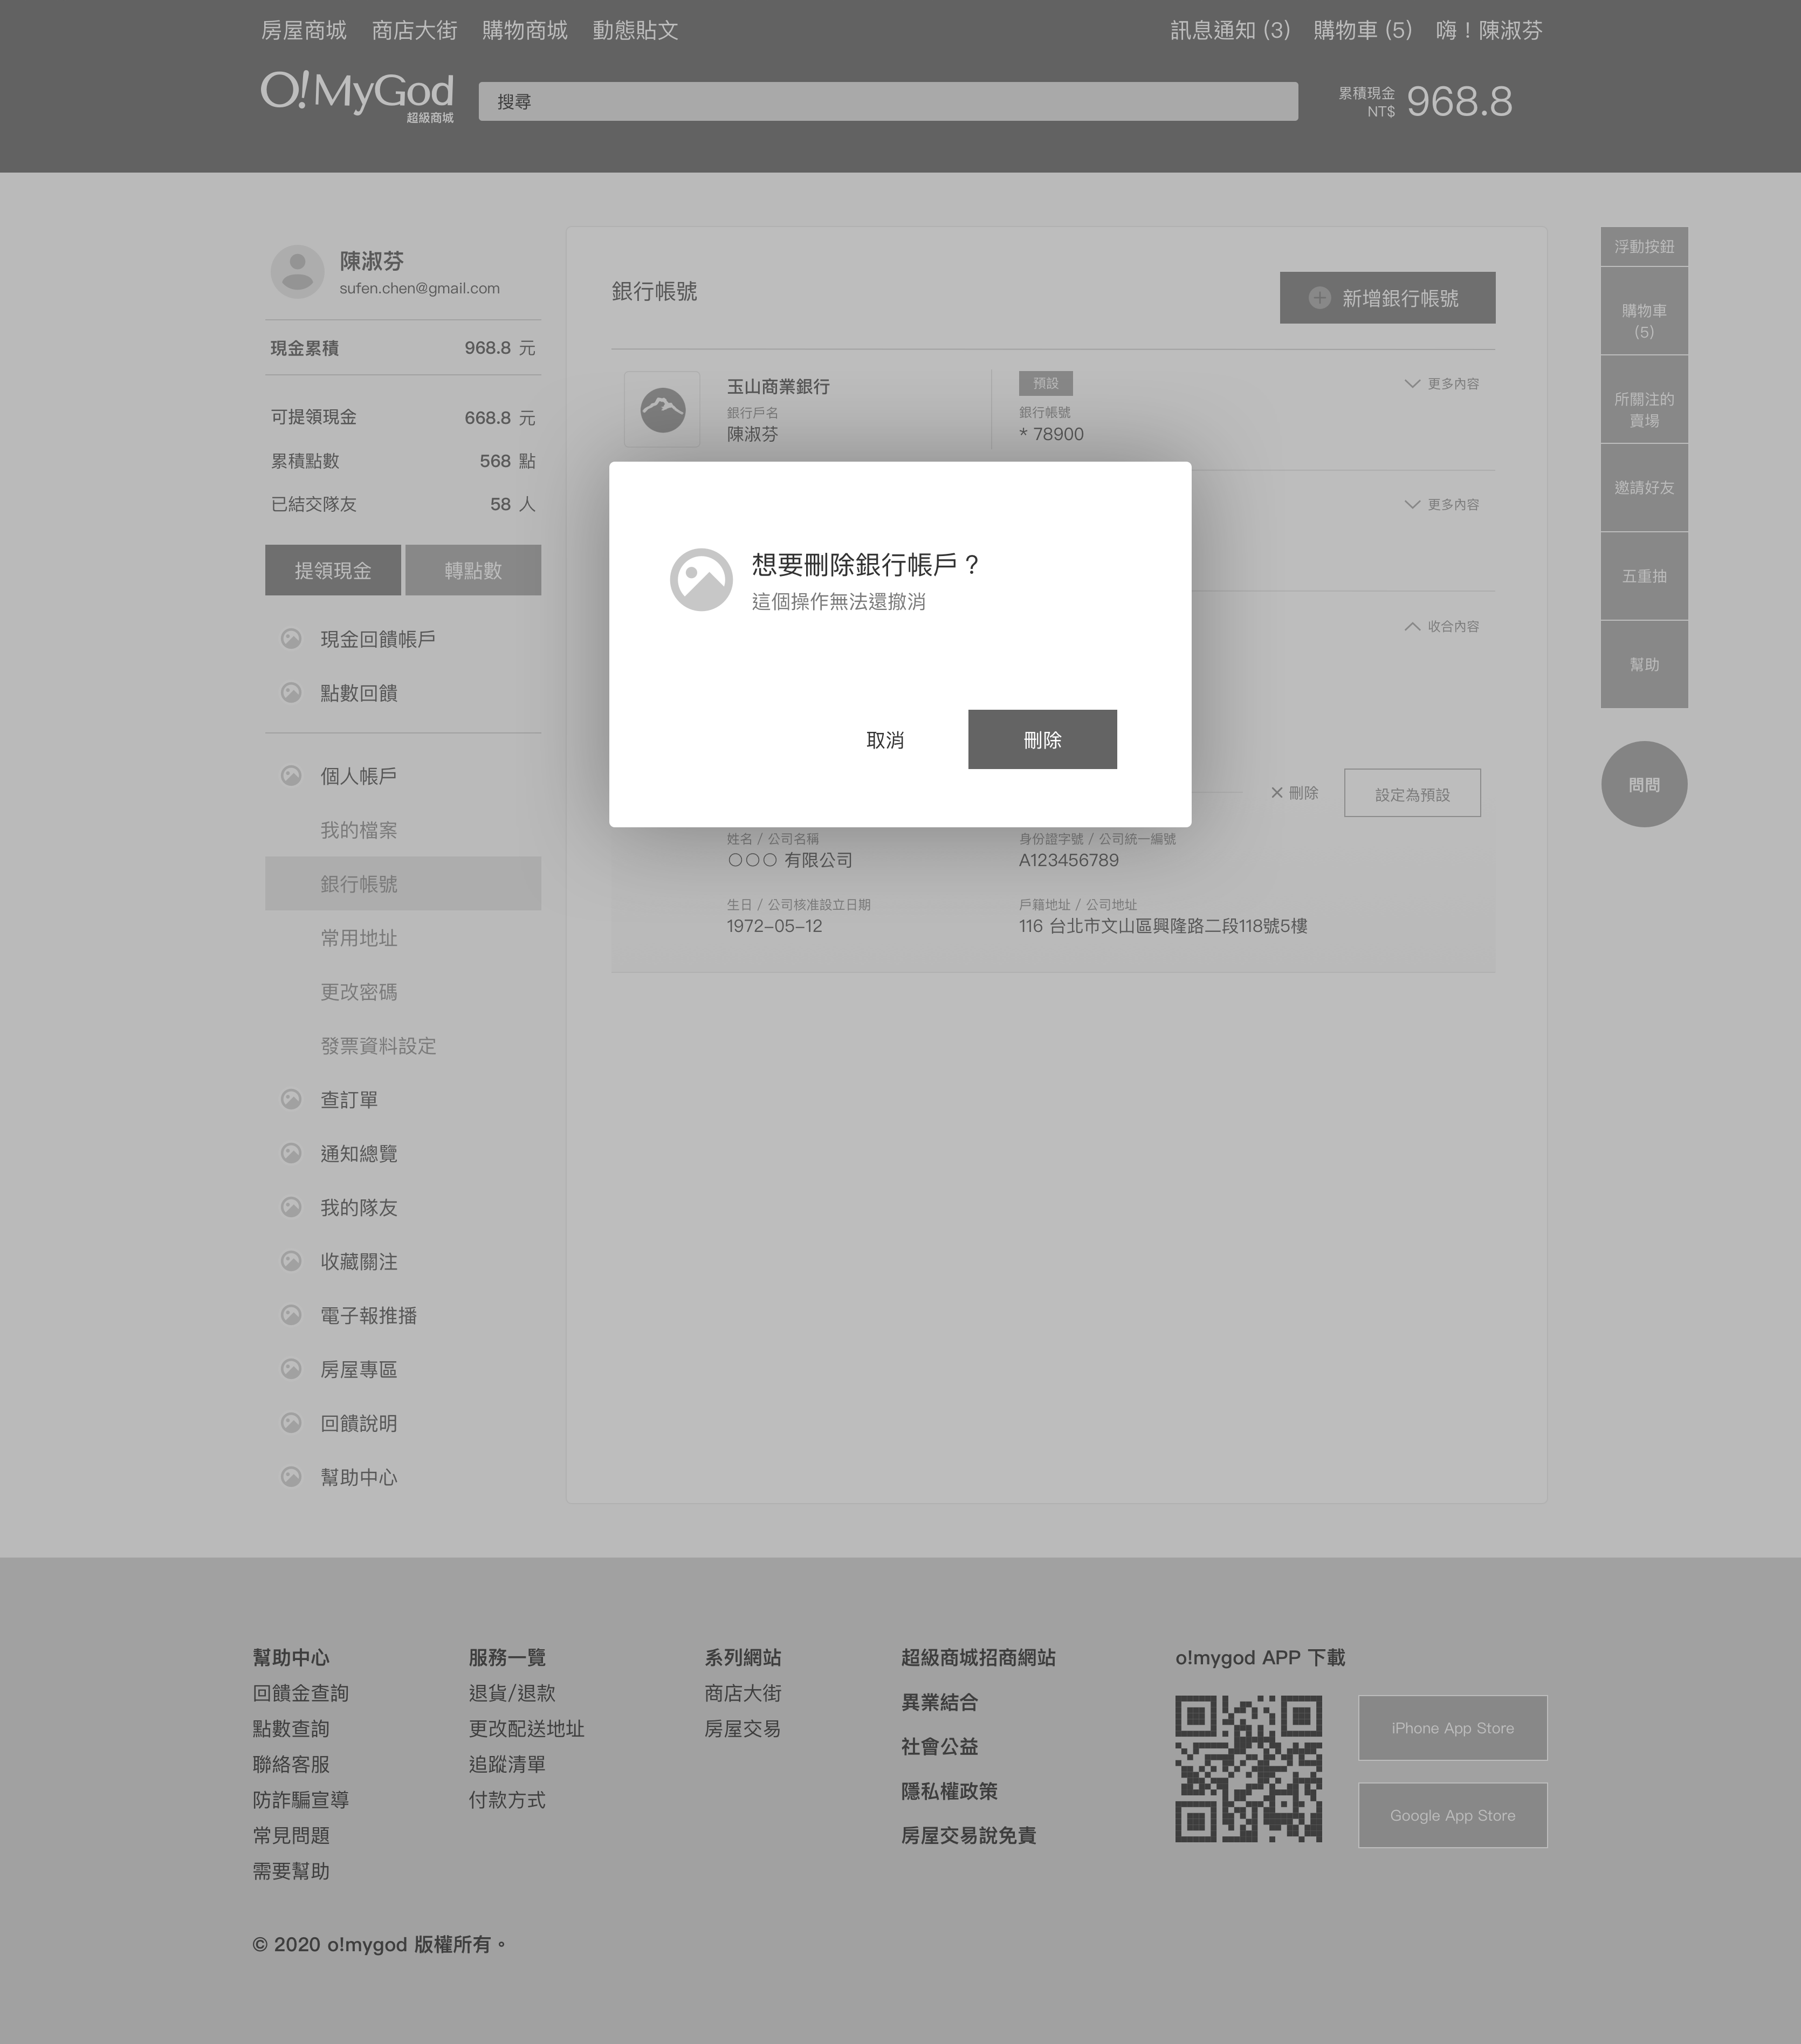 房屋商城 商店大街 購物商城 動態貼文 訊息通知 (3) 購物車 (5) 嗨！陳淑芬
O!MyGod
超級商城
搜尋
累積現金
NT$ 968.8
陳淑芬
sufen.chen@gmail.com
現金累積 968.8 元
可提領現金 668.8 元
累積點數 568 點
已結交隊友 58 人
提領現金 轉點數
現金回饋帳戶
點數回饋
個人帳戶
我的檔案
銀行帳號
常用地址
更改密碼
發票資料設定
查訂單
通知總覽
我的隊友
收藏關注
電子報推播
房屋專區
回饋說明
幫助中心
銀行帳號
新增銀行帳號
玉山商業銀行
銀行戶名
陳淑芬
預設
銀行帳號
* 78900
更多內容
更多內容
收合內容
想要刪除銀行帳戶？
這個操作無法還撤消
取消 刪除
刪除 設定為預設
姓名 / 公司名稱
○○○ 有限公司
身份證字號 / 公司統一編號
A123456789
生日 / 公司核准設立日期
1972-05-12
戶籍地址 / 公司地址
116 台北市文山區興隆路二段118號5樓
浮動按鈕
購物車
(5)
所關注的
賣場
邀請好友
五重抽
幫助
問問
幫助中心
回饋金查詢
點數查詢
聯絡客服
防詐騙宣導
常見問題
需要幫助
服務一覽
退貨/退款
更改配送地址
追蹤清單
付款方式
系列網站
商店大街
房屋交易
超級商城招商網站
異業結合
社會公益
隱私權政策
房屋交易說免責
o!mygod APP 下載
iPhone App Store
Google App Store
© 2020 o!mygod 版權所有。